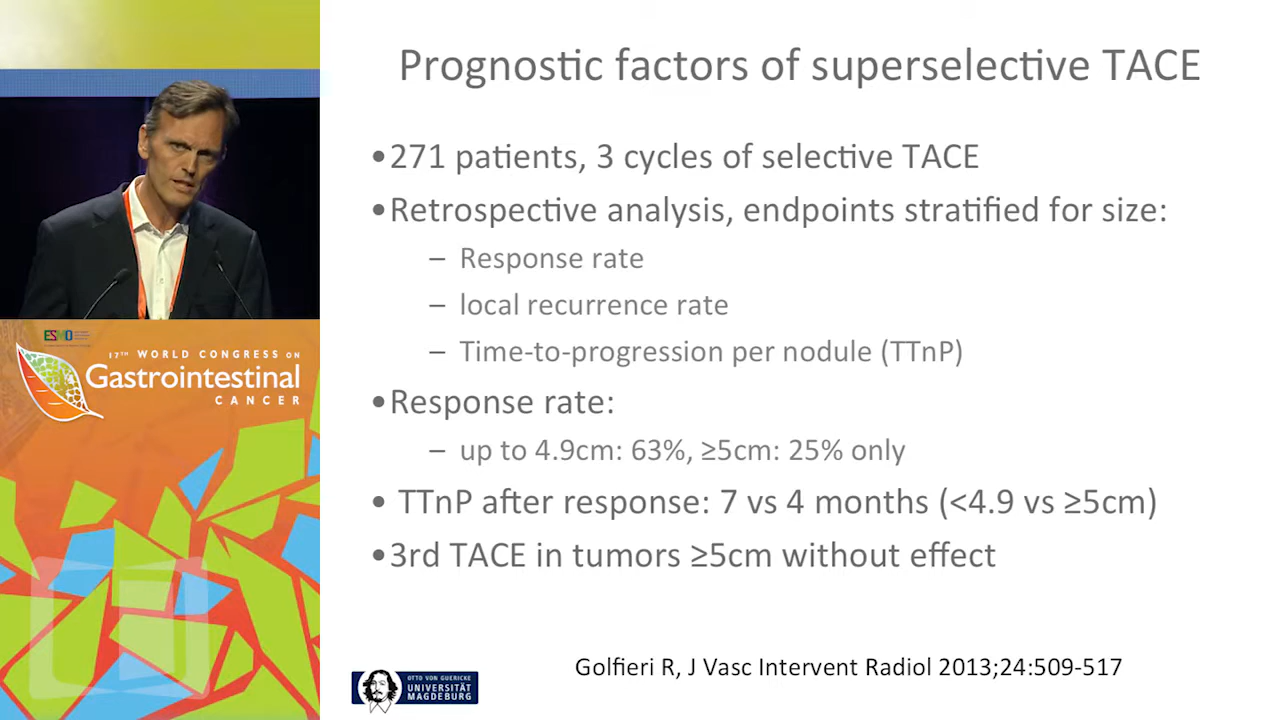 Prognostic factors of superselective TACE
•271 patients, 3 cycles of selective TACE
•Retrospective analysis, endpoints stratified for size:
– Response rate
– local recurrence rate
– Time-to-progression per nodule (TTnP)
•Response rate:
– up to 4.9cm: 63%, ≥5cm: 25% only
• TTnP after response: 7 vs 4 months (<4.9 vs ≥5cm)
•3rd TACE in tumors ≥5cm without effect
Golfieri R, J Vasc Intervent Radiol 2013;24:509-517
OTTO VON GUERICKE
UNIVERSITÄT
MAGDEBURG
ESMO
17TH WORLD CONGRESS ON
Gastrointestinal
CANCER